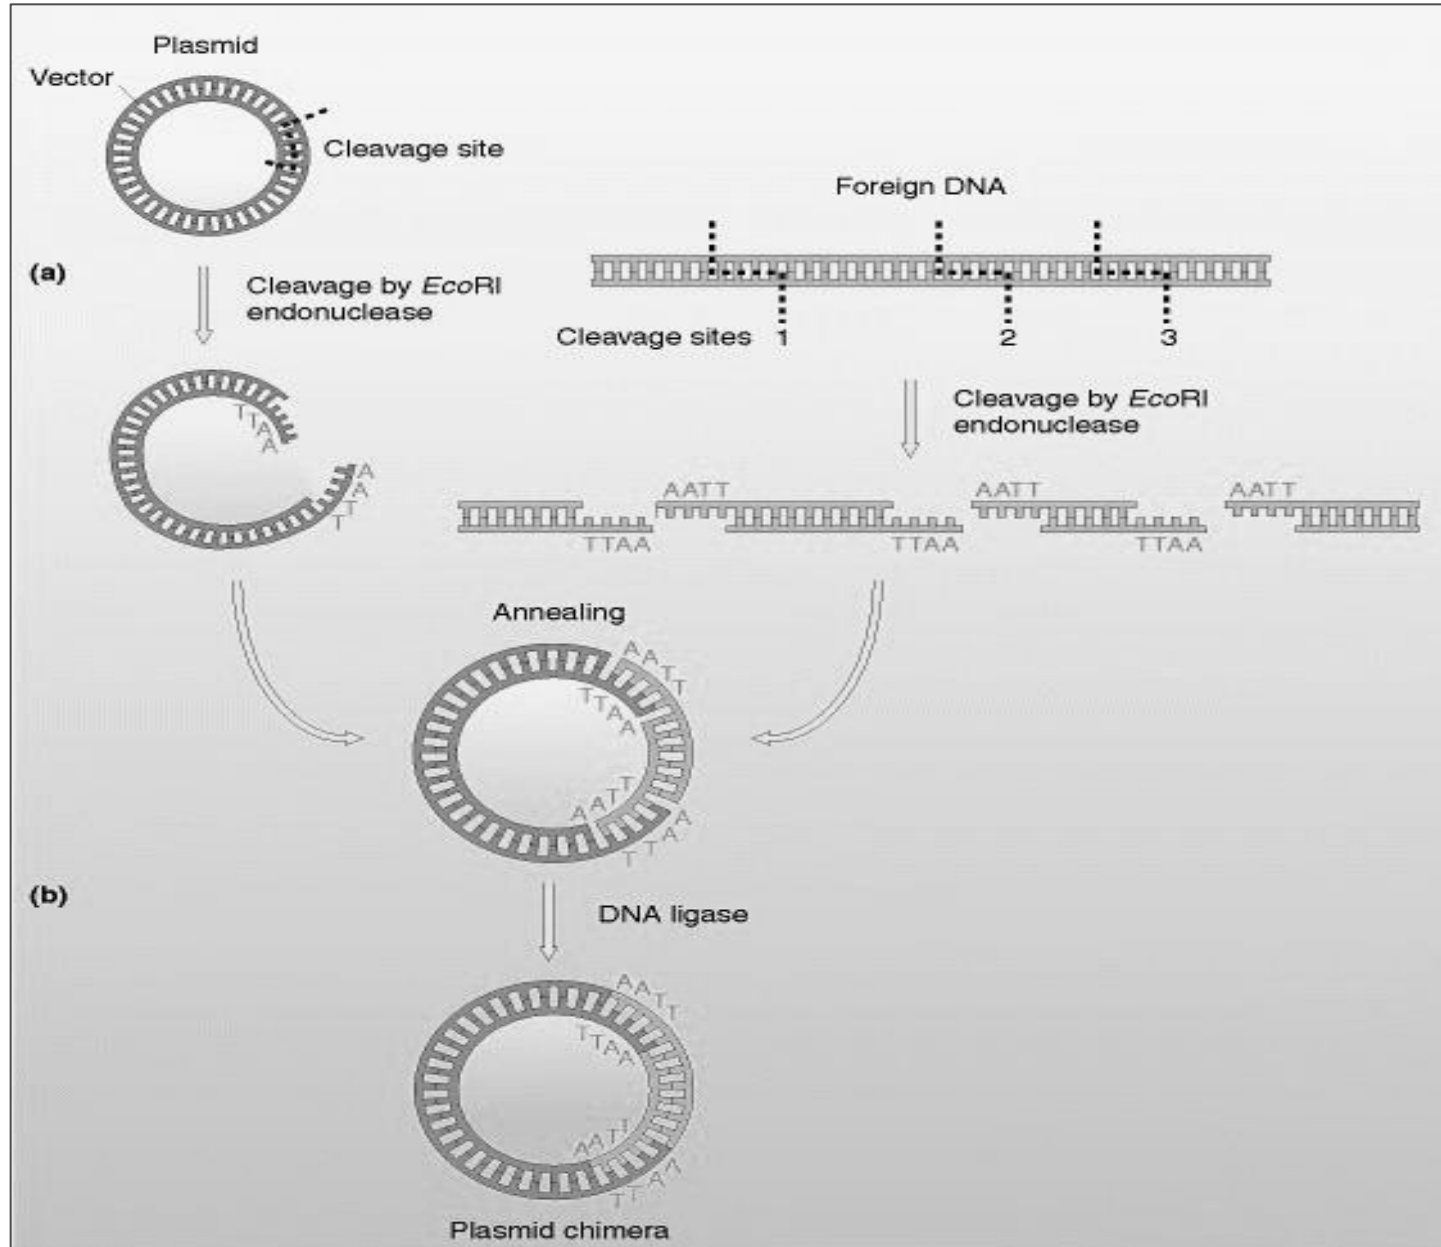 Plasmid
Vector
Cleavage site
Foreign DNA
(a)
Cleavage by EcoRI
endonuclease
Cleavage sites 1 2 3
Cleavage by EcoRI
endonuclease
TTAA
AATT
AATT AATT AATT
TTAA TTAA TTAA
Annealing
AATT
TTAA
AATT
TTAA
(b)
DNA ligase
AATT
TTAA
AATT
TTAA
Plasmid chimera